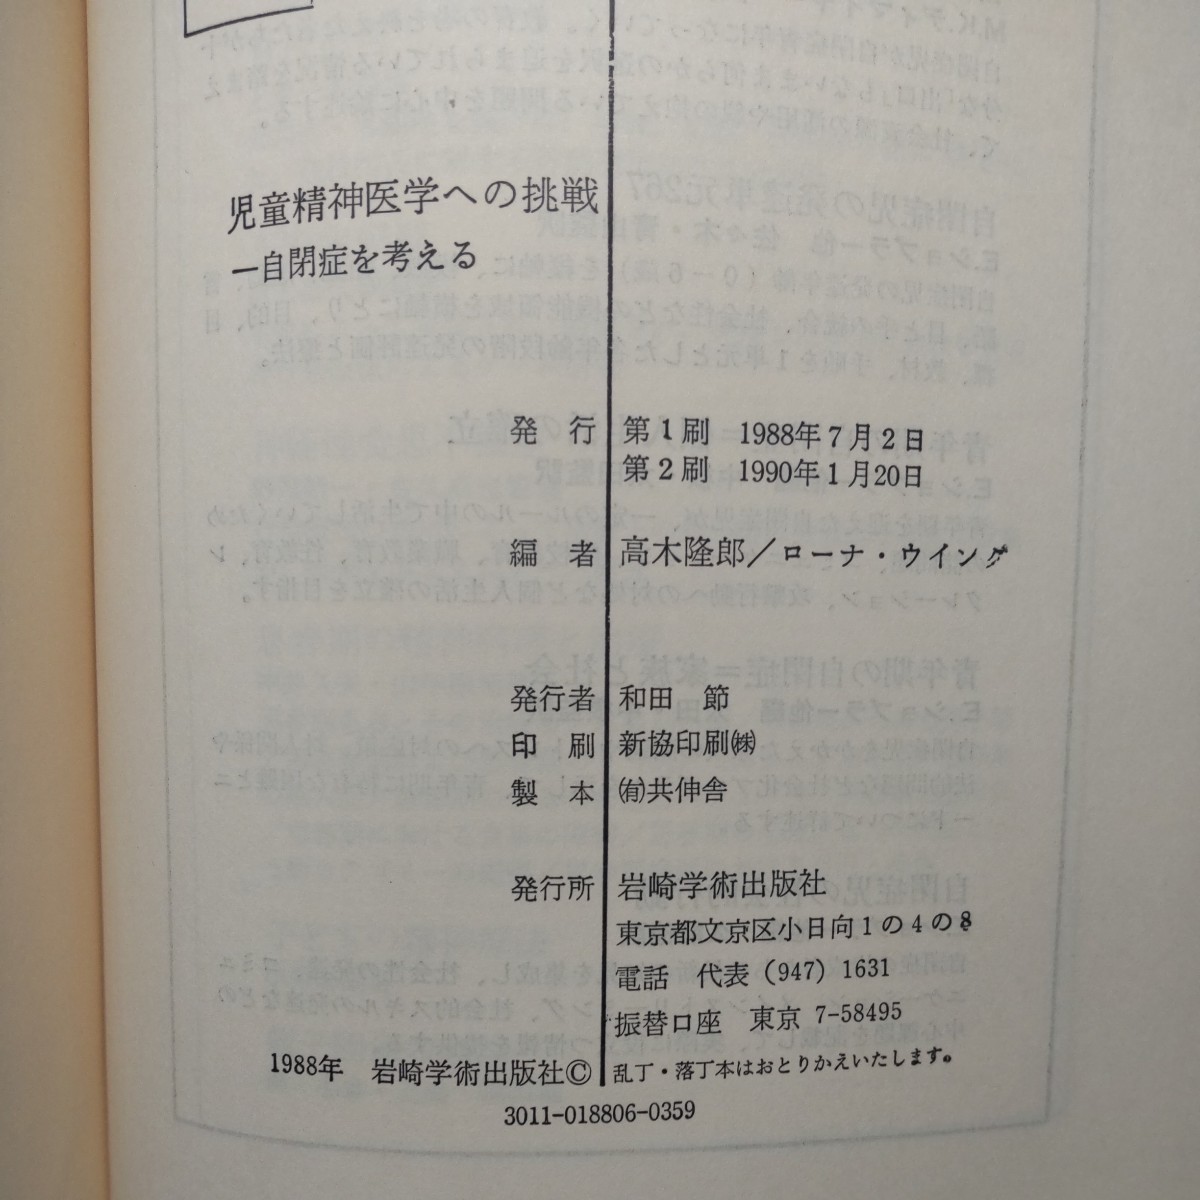 児童精神医学への挑戦
―自閉症を考える
発行 第1刷 1988年7月2日
第2刷 1990年1月20日
編者 高木隆郎／ローナ・ウイング
発行者 和田 節
印刷 新協印刷㈱
製本 ㈲共伸舎
発行所 岩崎学術出版社
東京都文京区小日向1の4の8
電話 代表 (947) 1631
振替口座 東京 7-58495
1988年 岩崎学術出版社© 乱丁・落丁本はおとりかえいたします。
3011-018806-0359